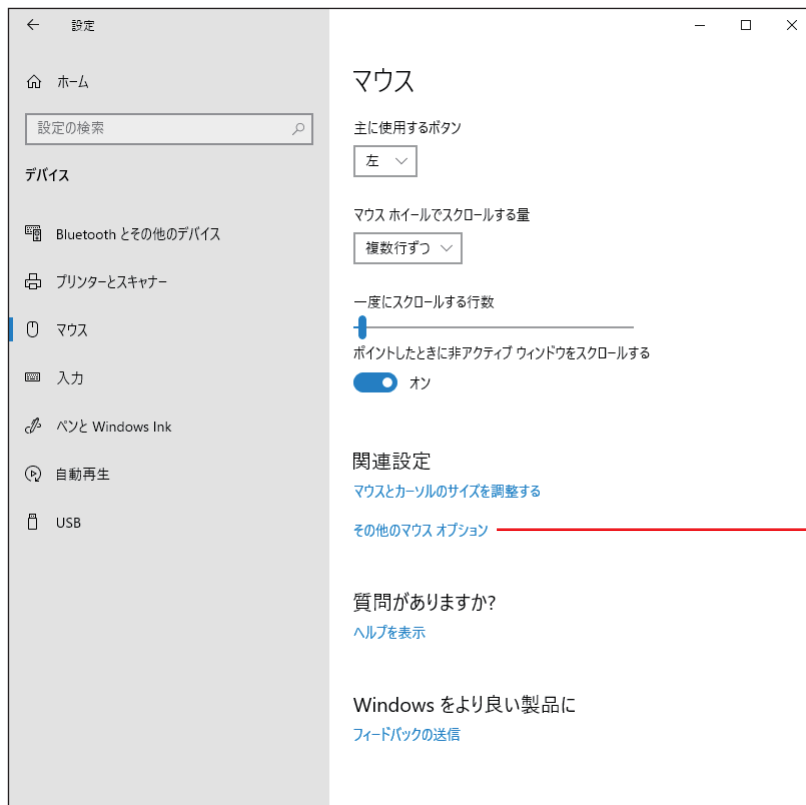 設定
ホーム
設定の検索
デバイス
Bluetooth とその他のデバイス
プリンターとスキャナー
マウス
入力
ペンと Windows Ink
自動再生
USB
マウス
主に使用するボタン
左
マウス ホイールでスクロールする量
複数行ずつ
一度にスクロールする行数
ポイントしたときに非アクティブ ウィンドウをスクロールする
オン
関連設定
マウスとカーソルのサイズを調整する
その他のマウス オプション
質問がありますか?
ヘルプを表示
Windows をより良い製品に
フィードバックの送信